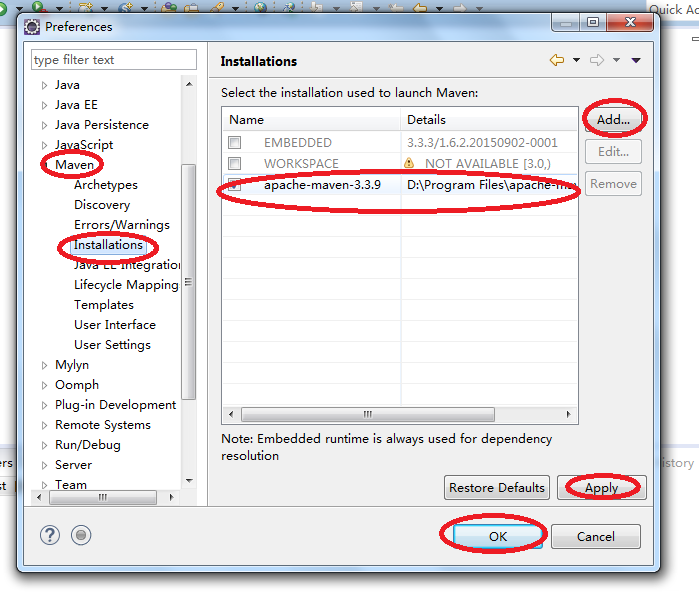 Quick Ac
Preferences
type filter text
Java
Java EE
Java Persistence
JavaScript
Maven
Archetypes
Discovery
Errors/Warnings
Installations
Java EE Integration
Lifecycle Mapping
Templates
User Interface
User Settings
Mylyn
Oomph
Plug-in Development
Remote Systems
Run/Debug
Server
Team
Installations
Select the installation used to launch Maven:
Name Details
EMBEDDED 3.3.3/1.6.2.20150902-0001
WORKSPACE NOT AVAILABLE [3.0,)
apache-maven-3.3.9 D:\Program Files\apache-ma
Add...
Edit...
Remove
Note: Embedded runtime is always used for dependency
resolution
Restore Defaults Apply
OK Cancel
ers
st
istory